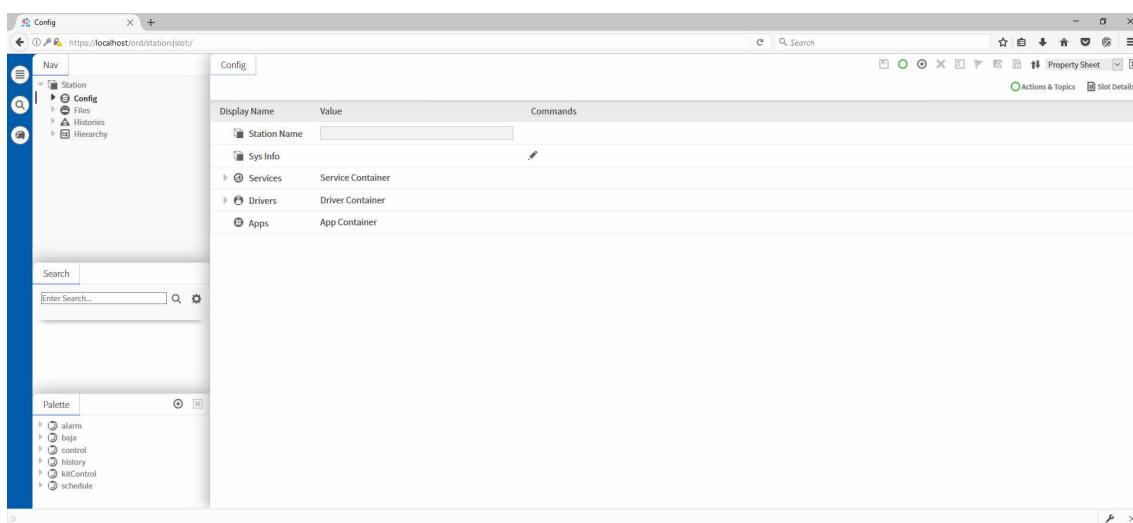 Config
https://localhost/ord/station:|slot:/
Search
Nav
Station
Config
Files
Histories
Hierarchy
Config
Property Sheet
Actions & Topics
Slot Details
Display Name Value Commands
Station Name
Sys Info
Services Service Container
Drivers Driver Container
Apps App Container
Search
Enter Search...
Palette
alarm
baja
control
history
kitControl
schedule